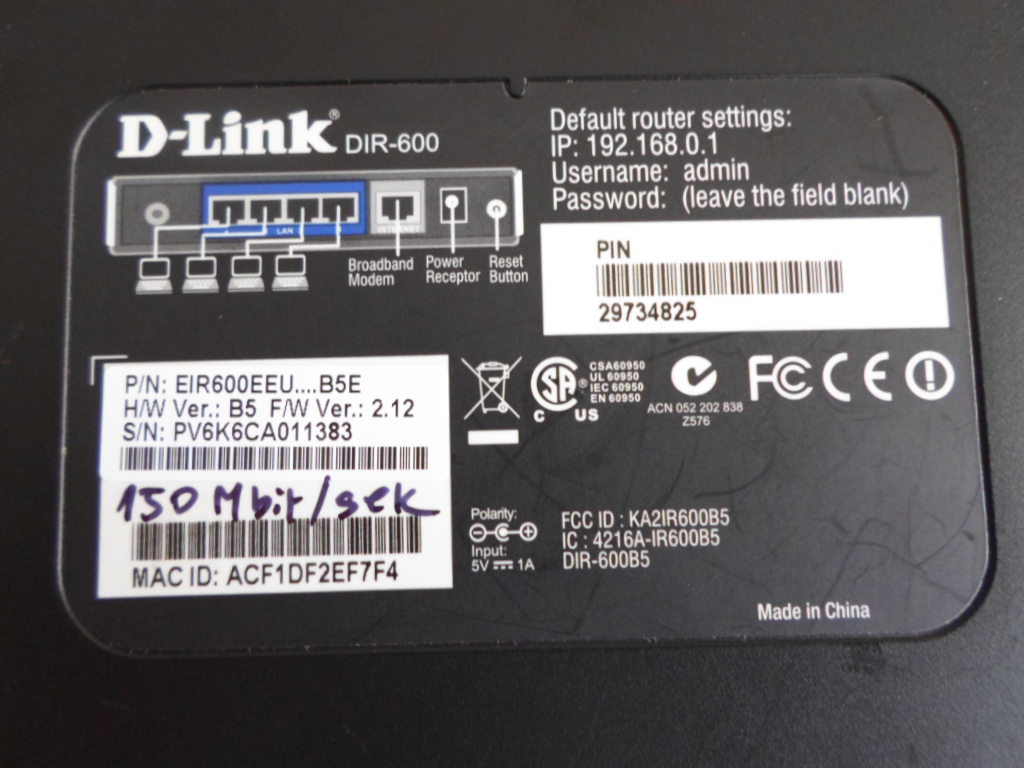 D-Link® DIR-600
LAN
INTERNET
Broadband
Modem
Power
Receptor
Reset
Button
Default router settings:
IP: 192.168.0.1
Username: admin
Password: (leave the field blank)
PIN
29734825
P/N: EIR600EEU....B5E
H/W Ver.: B5 F/W Ver.: 2.12
S/N: PV6K6CA011383
150 Mbit/sek
MAC ID: ACF1DF2EF7F4
C SA® US
CSA60950
UL 60950
IEC 60950
EN 60950
ACN 052 202 838
Z576
FC CE
Polarity:
Input:
5V 1A
FCC ID : KA2IR600B5
IC : 4216A-IR600B5
DIR-600B5
Made in China